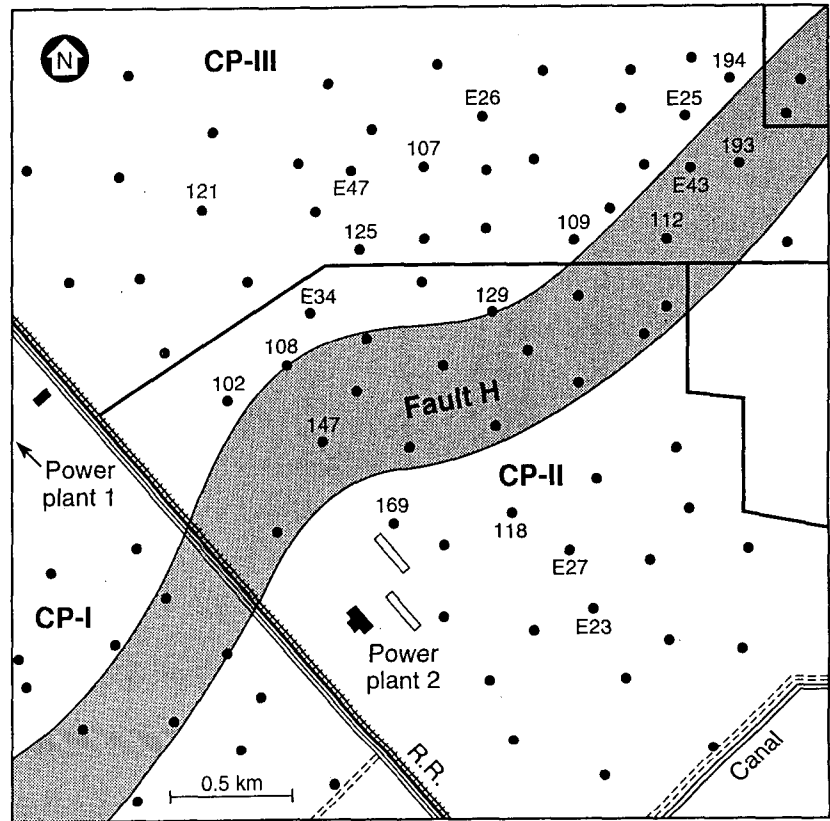 N
CP-III
194
E26
E25
107
193
E47
E43
121
125
109
112
E34
129
108
102
Fault H
147
Power
plant 1
CP-II
169
118
E27
CP-I
E23
Power
plant 2
R.R.
Canal
0.5 km